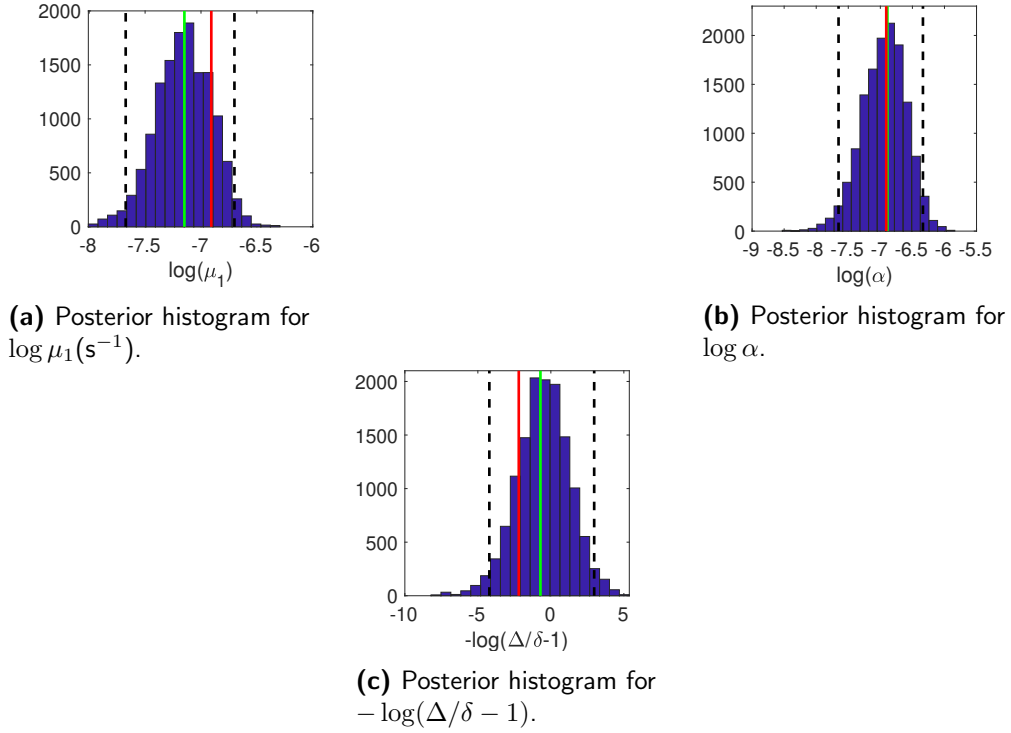 2000
1500
1000
500
0
-8 -7.5 -7 -6.5 -6
log(μ₁)
(a) Posterior histogram for
log μ₁(s⁻¹).
2000
1500
1000
500
0
-9 -8.5 -8 -7.5 -7 -6.5 -6 -5.5
log(α)
(b) Posterior histogram for
log α.
2000
1500
1000
500
0
-10 -5 0 5
-log(Δ/δ-1)
(c) Posterior histogram for
− log(Δ/δ − 1).